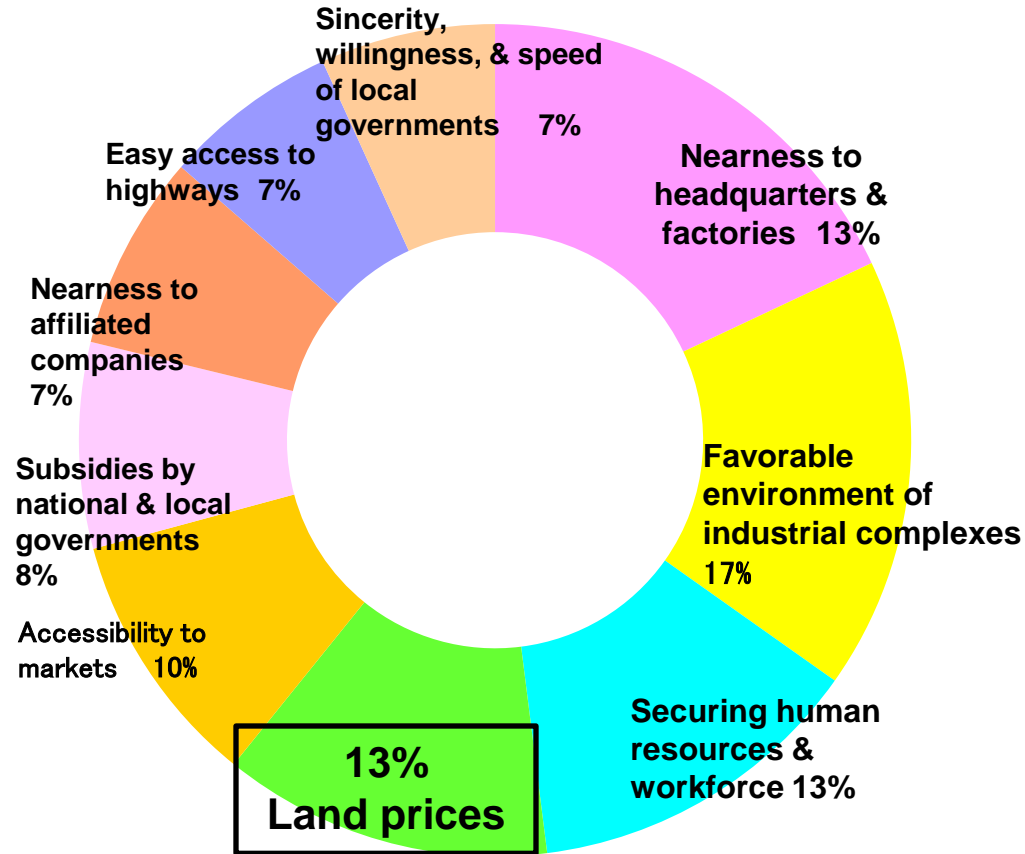 Sincerity,
willingness, & speed
of local
governments 7%
Nearness to
headquarters &
factories 13%
Favorable
environment of
industrial complexes
17%
Securing human
resources &
workforce 13%
13%
Land prices
Accessibility to
markets 10%
Subsidies by
national & local
governments
8%
Nearness to
affiliated
companies
7%
Easy access to
highways 7%